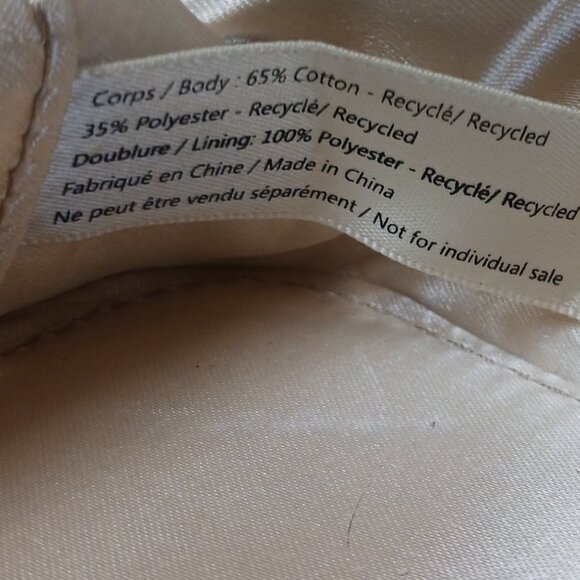 Corps / Body : 65% Cotton - Recyclé/ Recycled
35% Polyester - Recyclé/ Recycled
Doublure / Lining: 100% Polyester - Recyclé/ Recycled
Fabriqué en Chine / Made in China
Ne peut être vendu séparément / Not for individual sale